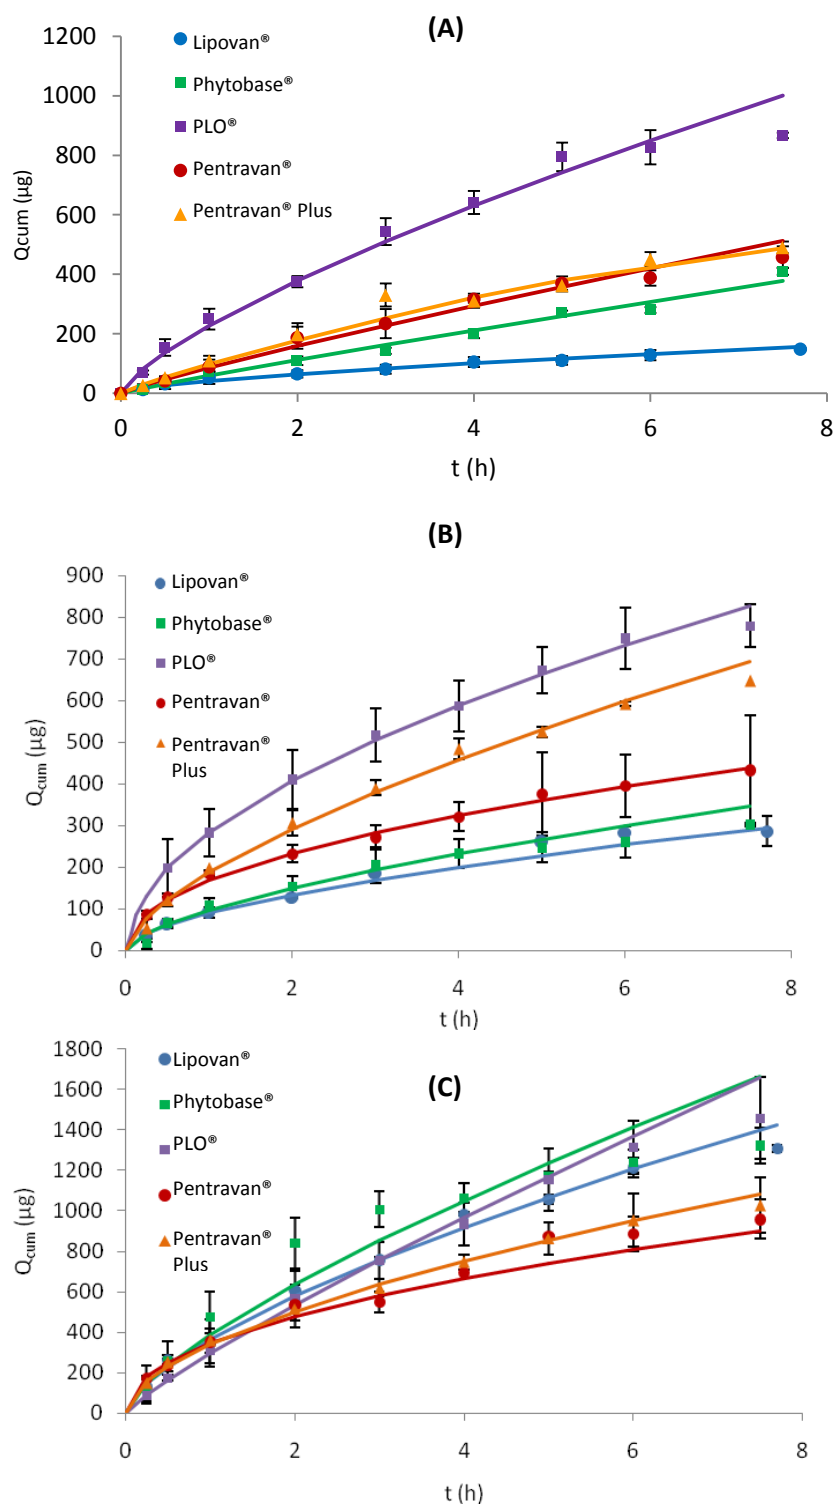 (A)
1200
1000
800
600
400
200
0
Qcum (µg)
Lipovan®
Phytobase®
PLO®
Pentravan®
Pentravan® Plus
0 2 4 6 8
t (h)
(B)
900
800
700
600
500
400
300
200
100
0
Qcum (µg)
Lipovan®
Phytobase®
PLO®
Pentravan®
Pentravan®
Plus
0 2 4 6 8
t (h)
(C)
1800
1600
1400
1200
1000
800
600
400
200
0
Qcum (µg)
Lipovan®
Phytobase®
PLO®
Pentravan®
Pentravan®
Plus
0 2 4 6 8
t (h)